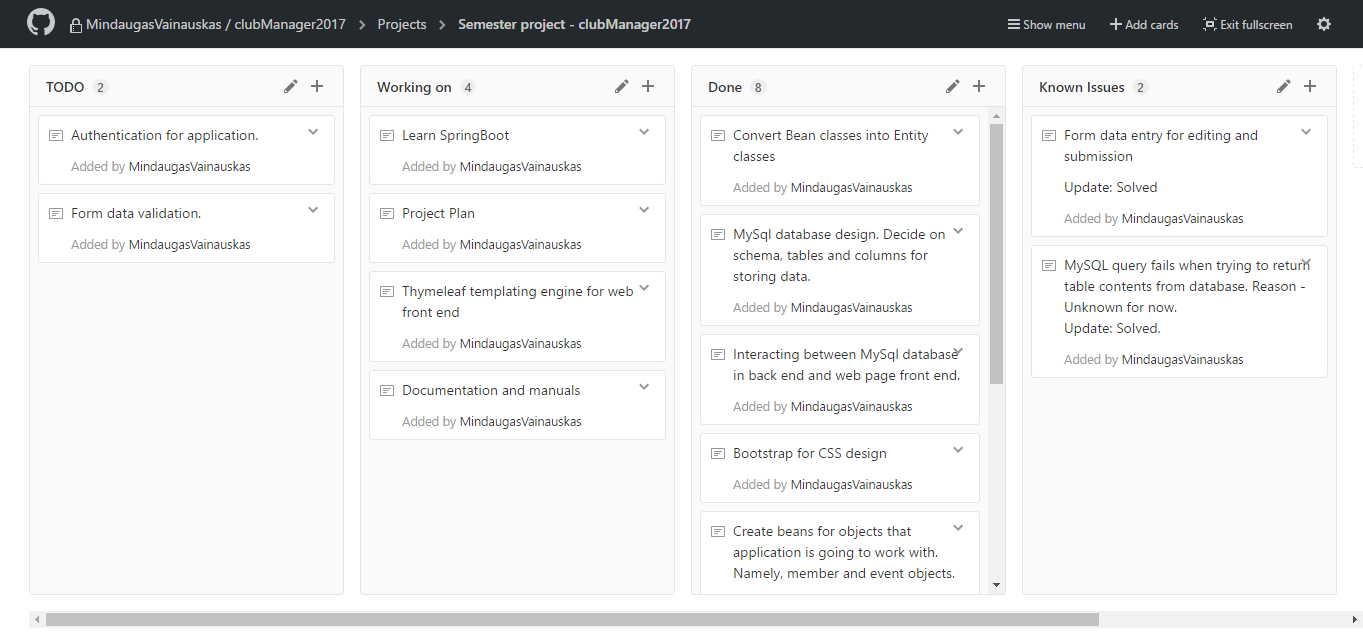 MindaugasVainauskas / clubManager2017 Projects Semester project - clubManager2017 Show menu Add cards Exit fullscreen
TODO 2
Authentication for application.
Added by MindaugasVainauskas
Form data validation.
Added by MindaugasVainauskas
Working on 4
Learn SpringBoot
Added by MindaugasVainauskas
Project Plan
Added by MindaugasVainauskas
Thymeleaf templating engine for web
front end
Added by MindaugasVainauskas
Documentation and manuals
Added by MindaugasVainauskas
Done 8
Convert Bean classes into Entity
classes
Added by MindaugasVainauskas
MySql database design. Decide on
schema, tables and columns for
storing data.
Added by MindaugasVainauskas
Interacting between MySql database
in back end and web page front end.
Added by MindaugasVainauskas
Bootstrap for CSS design
Added by MindaugasVainauskas
Create beans for objects that
application is going to work with.
Namely, member and event objects.
Known Issues 2
Form data entry for editing and
submission
Update: Solved
Added by MindaugasVainauskas
MySQL query fails when trying to return
table contents from database. Reason -
Unknown for now.
Update: Solved.
Added by MindaugasVainauskas